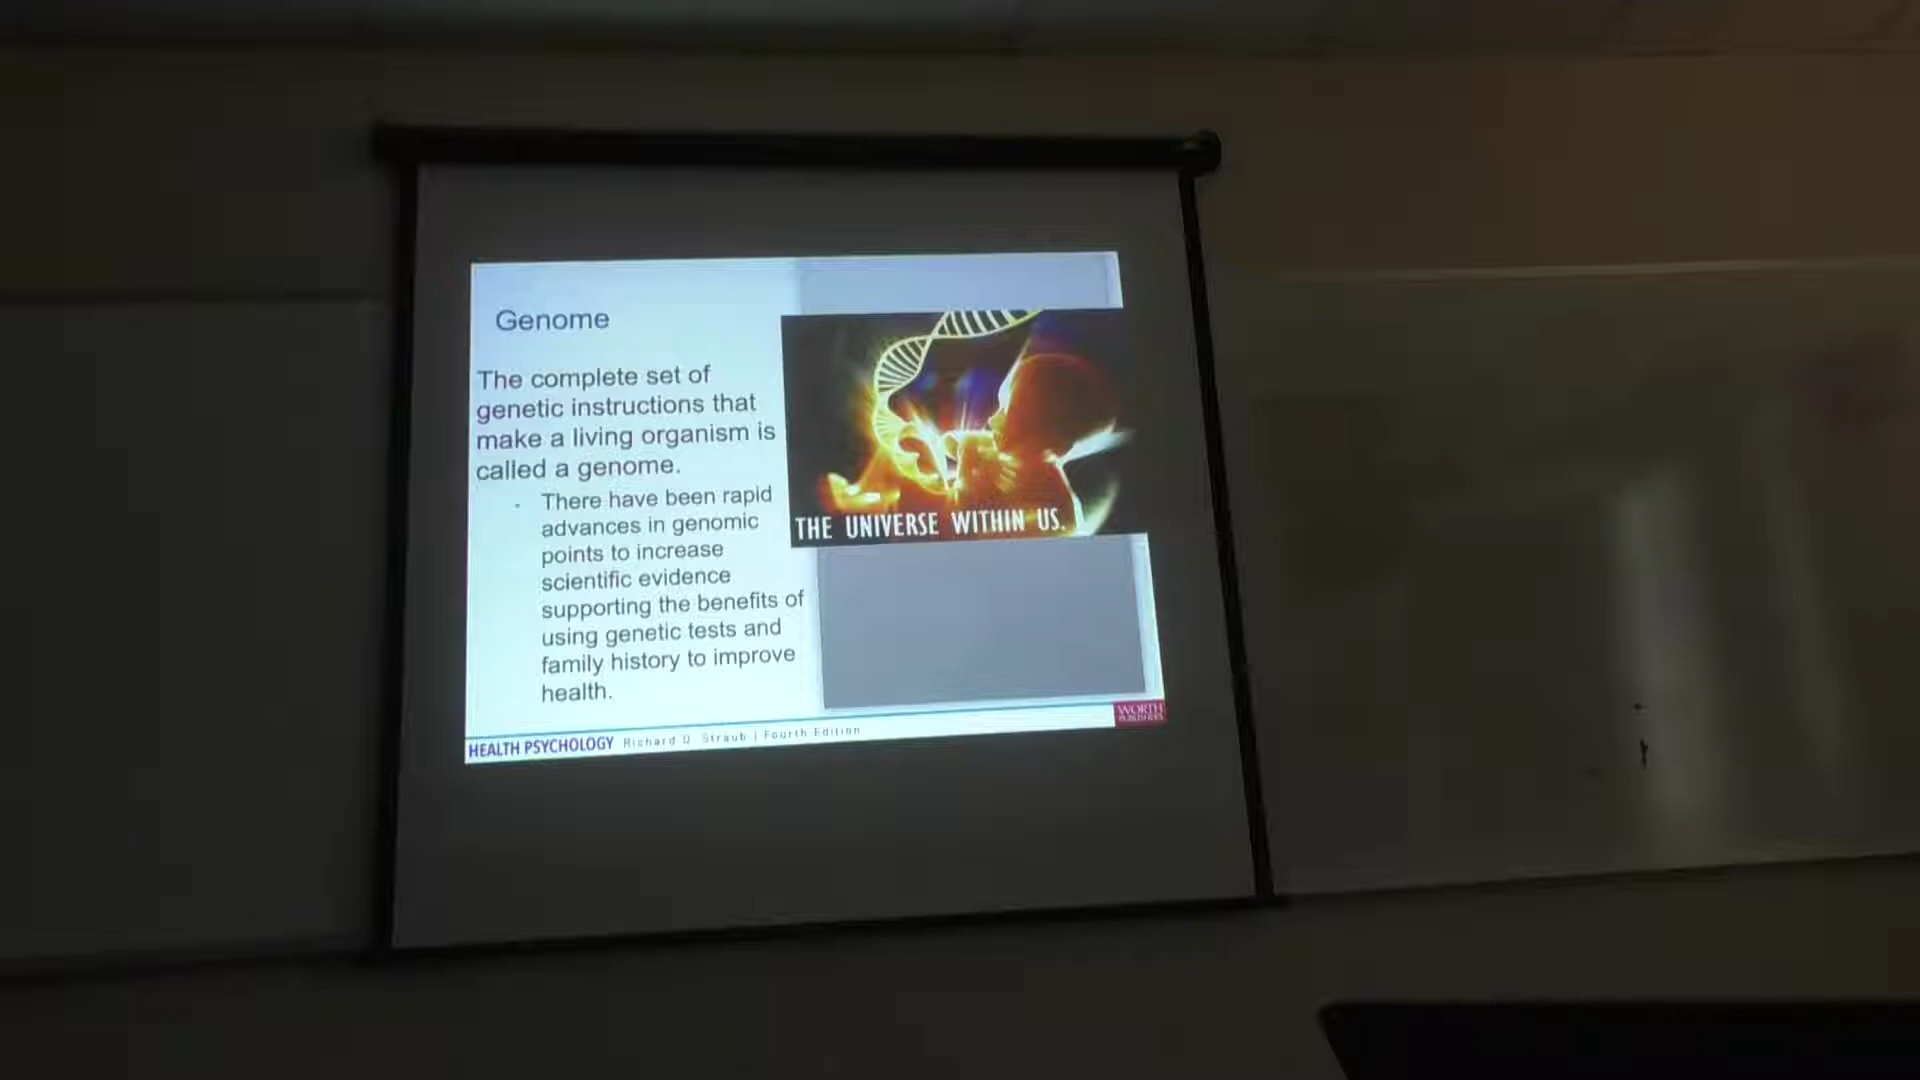 Genome
The complete set of
genetic instructions that
make a living organism is
called a genome.
· There have been rapid
advances in genomic
points to increase
scientific evidence
supporting the benefits of
using genetic tests and
family history to improve
health.
THE UNIVERSE WITHIN US.
HEALTH PSYCHOLOGY Richard O. Straub | Fourth Edition
WORTH
PUBLISHERS